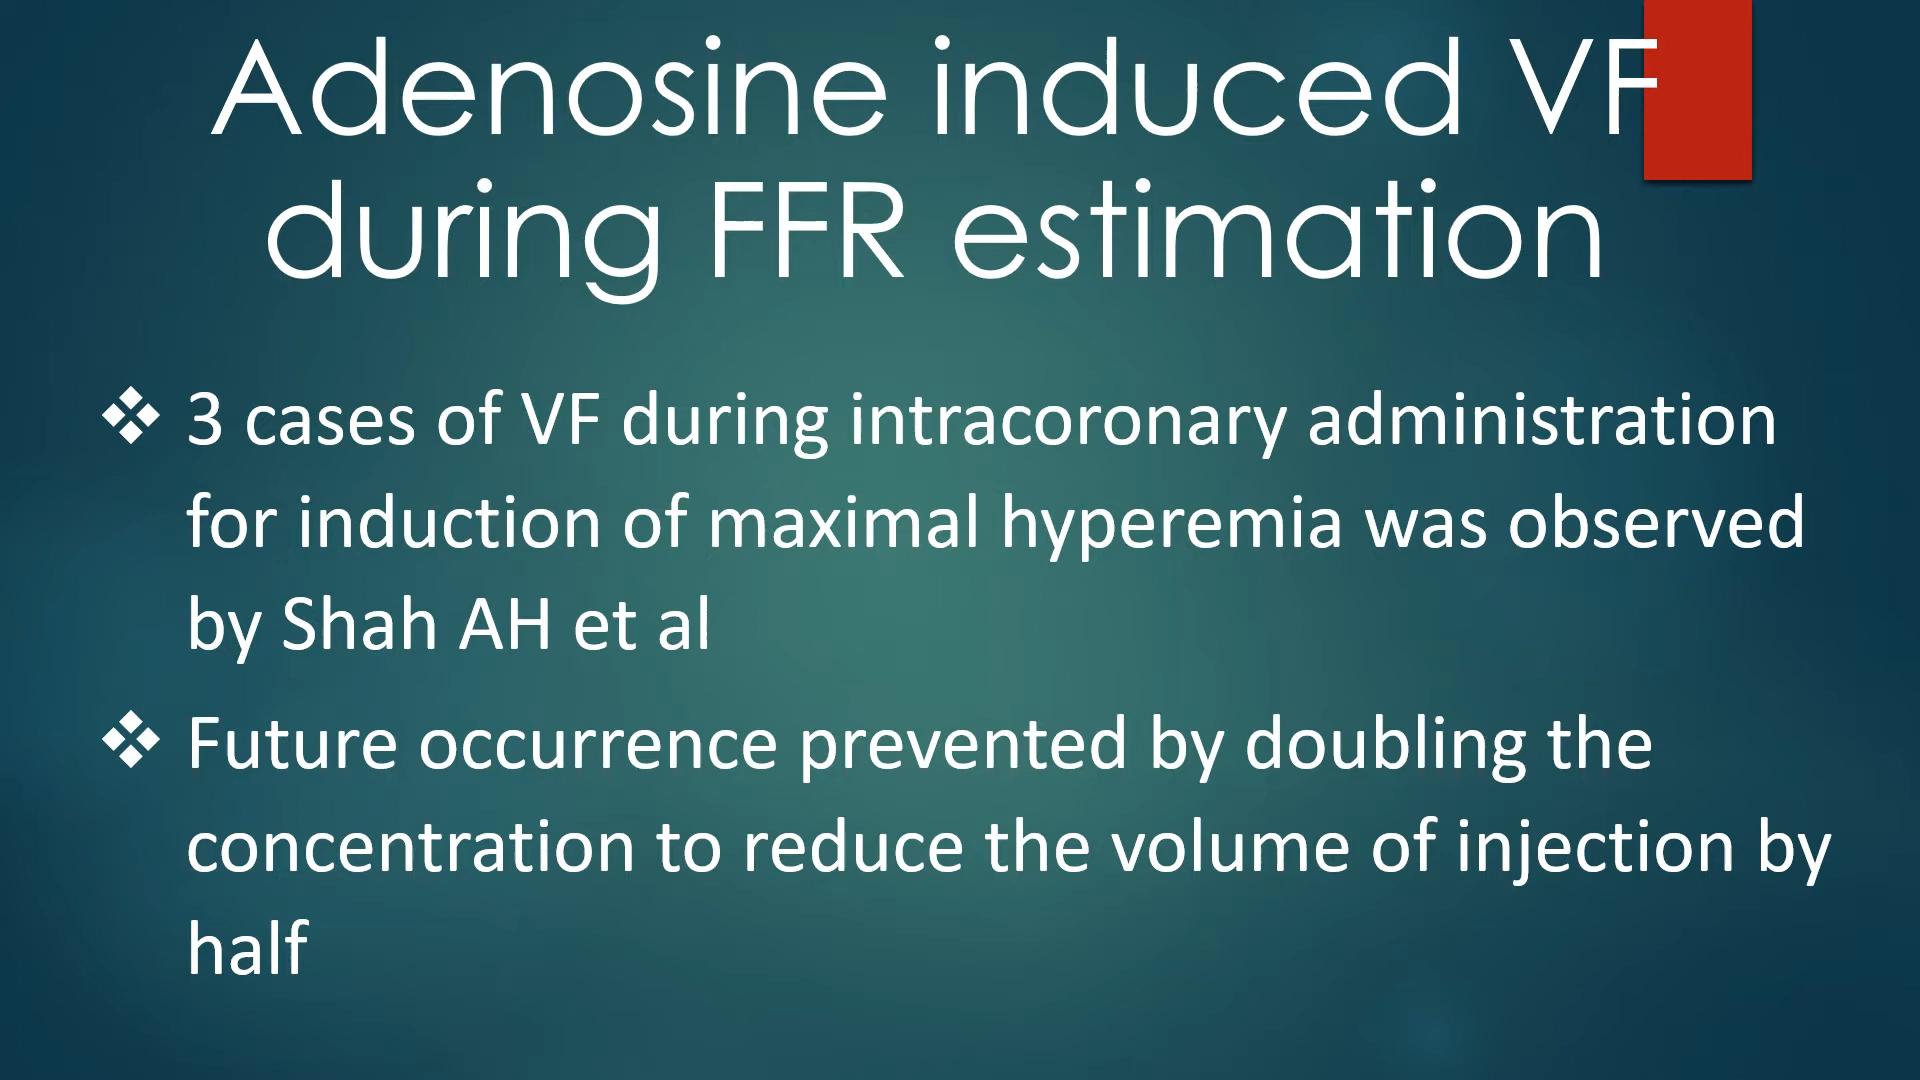 Adenosine induced VF
during FFR estimation
❖ 3 cases of VF during intracoronary administration
for induction of maximal hyperemia was observed
by Shah AH et al
❖ Future occurrence prevented by doubling the
concentration to reduce the volume of injection by
half